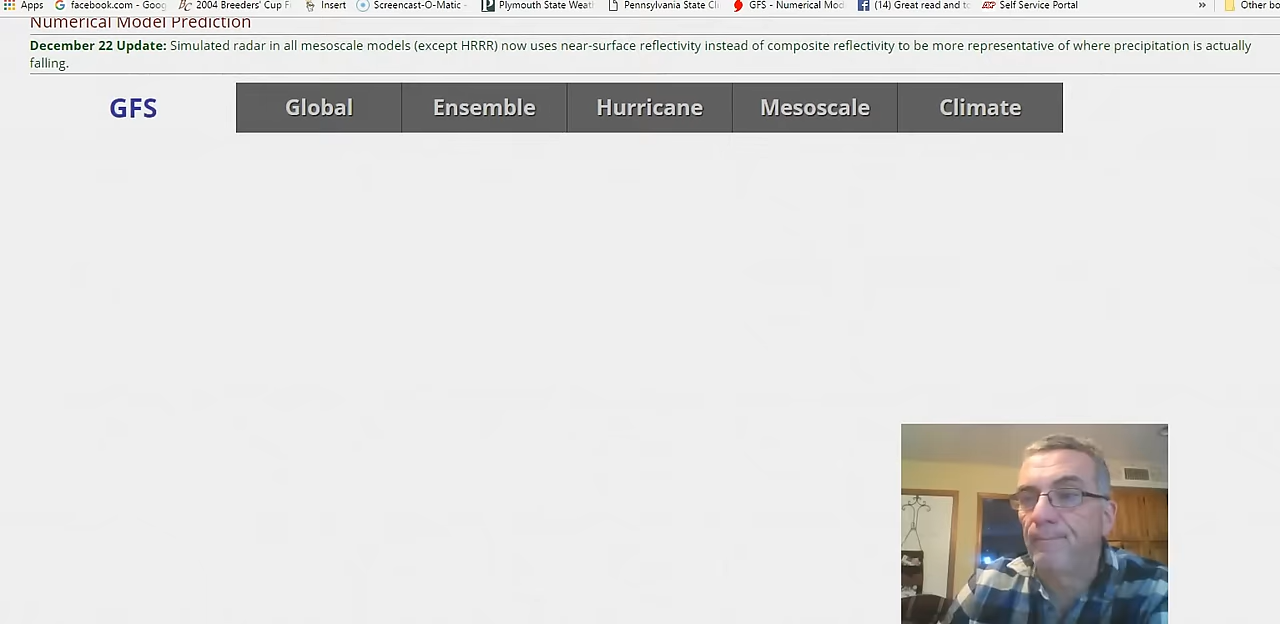 Apps facebook.com - Goog 2004 Breeders' Cup F Insert Screencast-O-Matic - Plymouth State Weat Pennsylvania State Cl GFS - Numerical Mod (14) Great read and to Self Service Portal » Other bo
Numerical Model Prediction
December 22 Update: Simulated radar in all mesoscale models (except HRRR) now uses near-surface reflectivity instead of composite reflectivity to be more representative of where precipitation is actually
falling.
GFS Global Ensemble Hurricane Mesoscale Climate